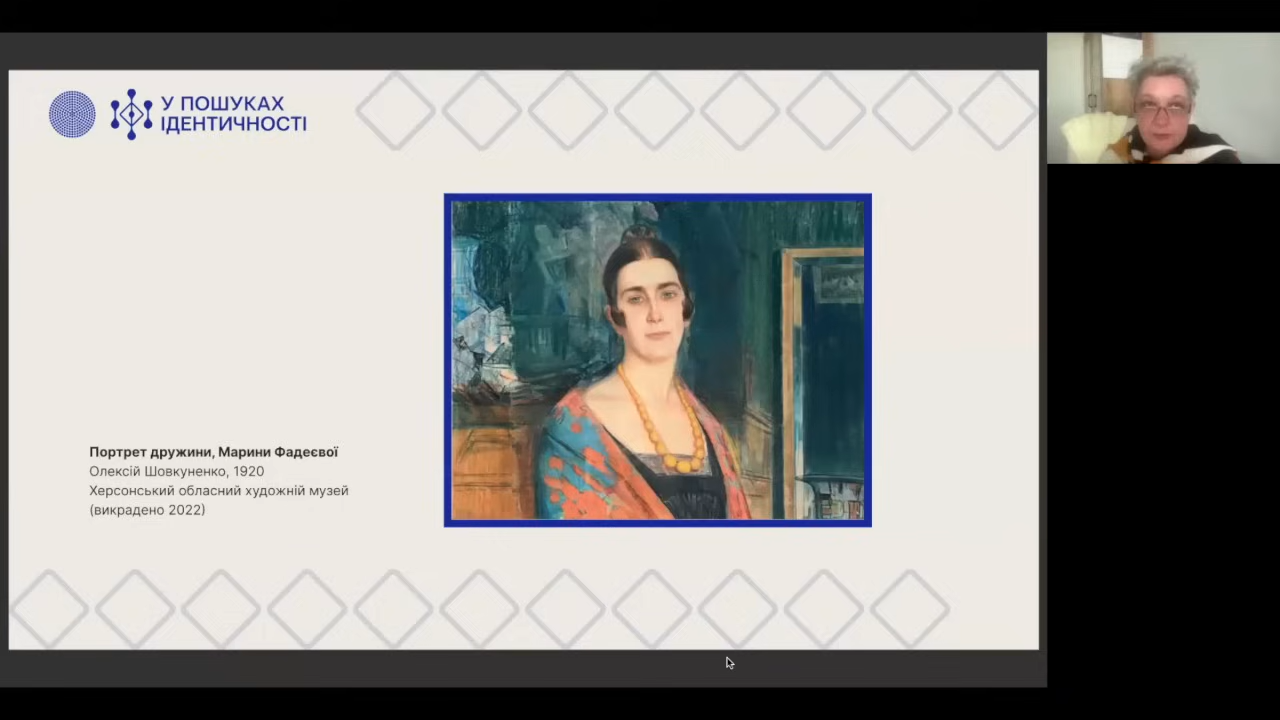 У ПОШУКАХ
ІДЕНТИЧНОСТІ
Портрет дружини, Марини Фадеєвої
Олексій Шовкуненко, 1920
Херсонський обласний художній музей
(викрадено 2022)